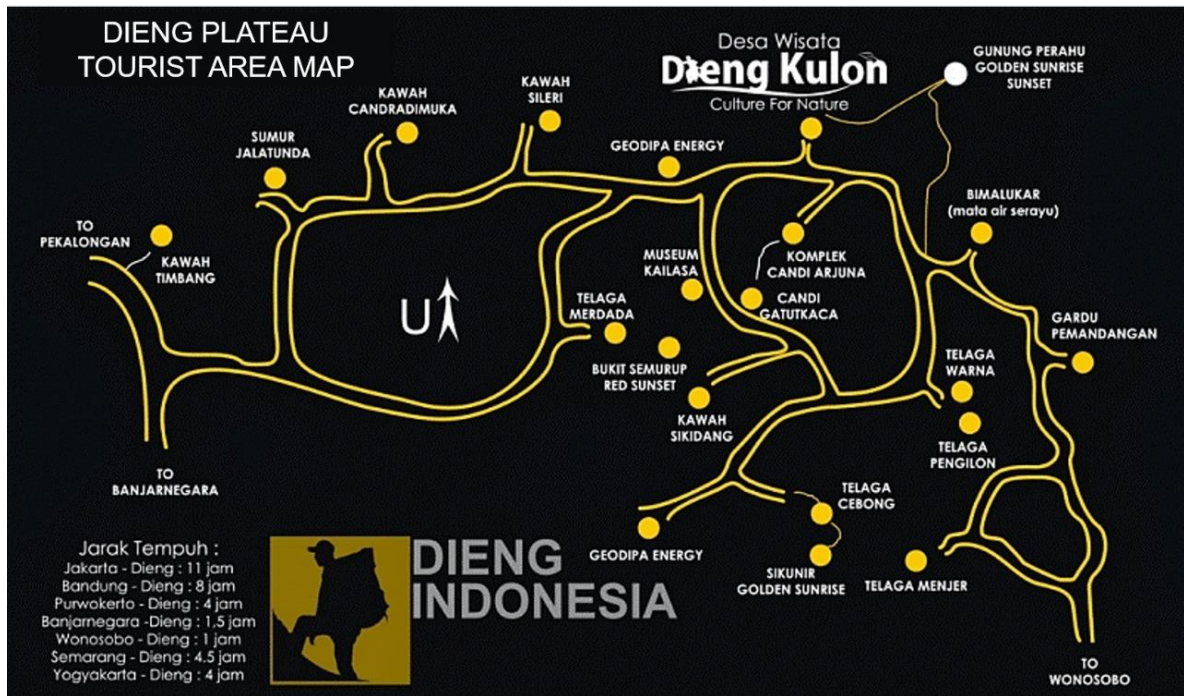 DIENG PLATEAU
TOURIST AREA MAP
Desa Wisata
Dieng Kulon
Culture For Nature
GUNUNG PERAHU
GOLDEN SUNRISE
SUNSET
KAWAH
CANDRADIMUKA
KAWAH
SILERI
SUMUR
JALATUNDA
GEODIPA ENERGY
BIMALUKAR
(mata air serayu)
TO
PEKALONGAN
KAWAH
TIMBANG
MUSEUM
KAILASA
KOMPLEK
CANDI ARJUNA
U
TELAGA
MERDADA
CANDI
GATUTKACA
GARDU
PEMANDANGAN
BUKIT SEMURUP
RED SUNSET
TELAGA
WARNA
KAWAH
SIKIDANG
TELAGA
PENGILON
TO
BANJARNEGARA
TELAGA
CEBONG
GEODIPA ENERGY
SIKUNIR
GOLDEN SUNRISE
TELAGA MENJER
TO
WONOSOBO
Jarak Tempuh :
Jakarta - Dieng : 11 jam
Bandung - Dieng : 8 jam
Purwokerto - Dieng : 4 jam
Banjarnegara -Dieng : 1,5 jam
Wonosobo - Dieng : 1 jam
Semarang - Dieng : 4.5 jam
Yogyakarta - Dieng : 4 jam
DIENG
INDONESIA